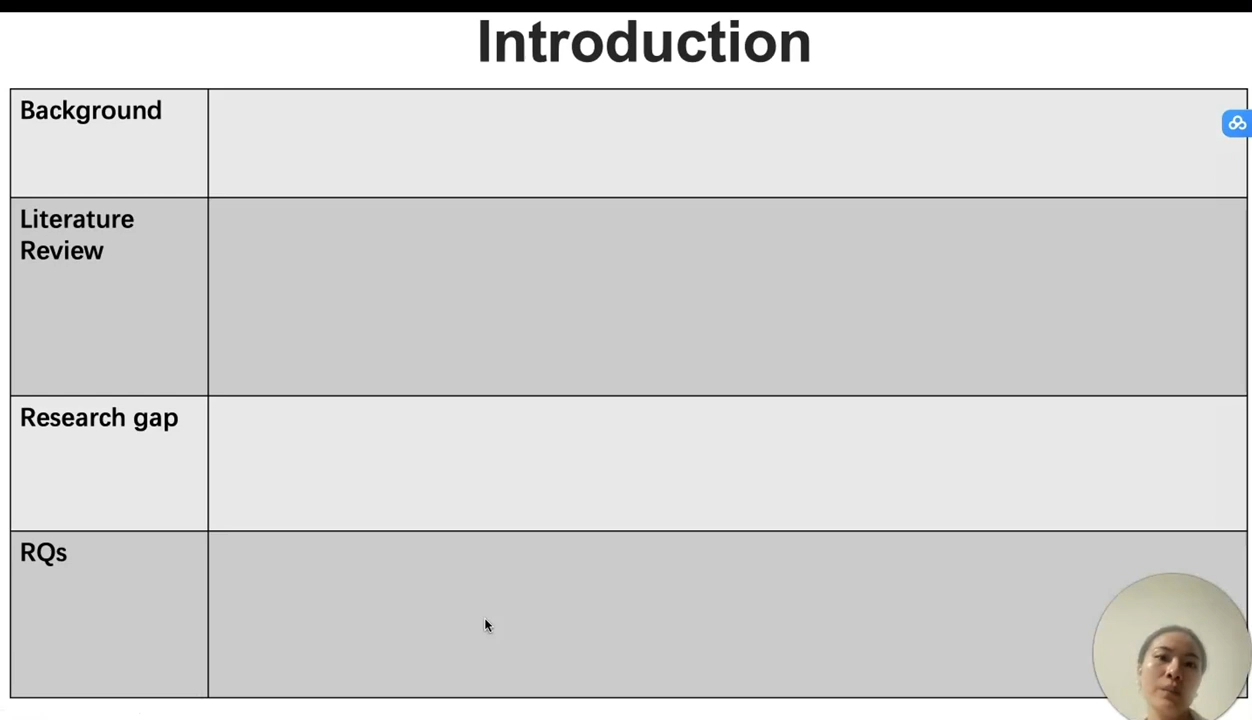 Introduction
Background
Literature
Review
Research gap
RQs